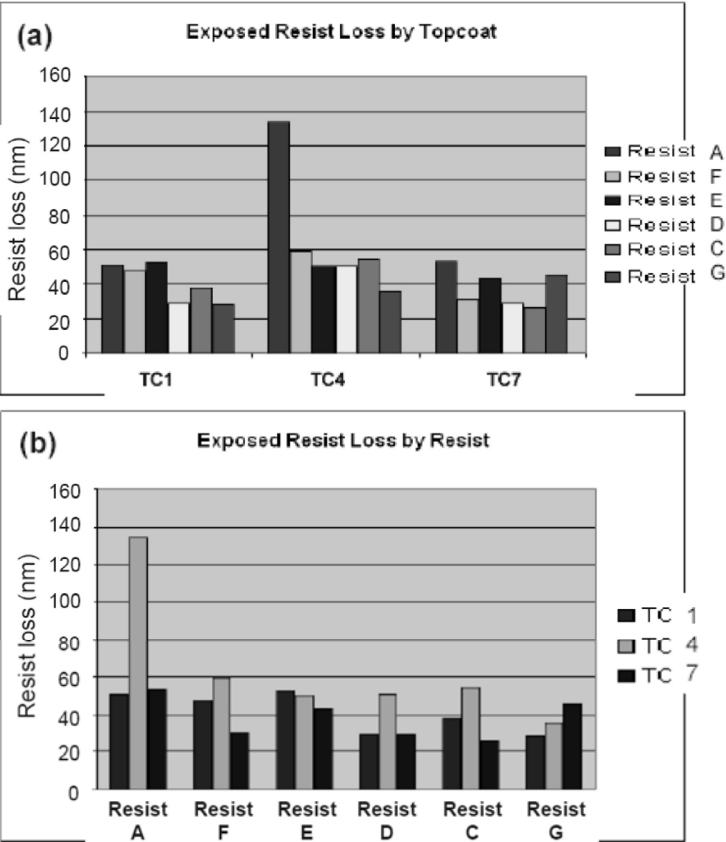 (a)
Exposed Resist Loss by Topcoat
Resist loss (nm)
160
140
120
100
80
60
40
20
0
TC1
TC4
TC7
Resist A
Resist F
Resist E
Resist D
Resist C
Resist G
(b)
Exposed Resist Loss by Resist
Resist loss (nm)
160
140
120
100
80
60
40
20
0
Resist
A
Resist
F
Resist
E
Resist
D
Resist
C
Resist
G
TC 1
TC 4
TC 7